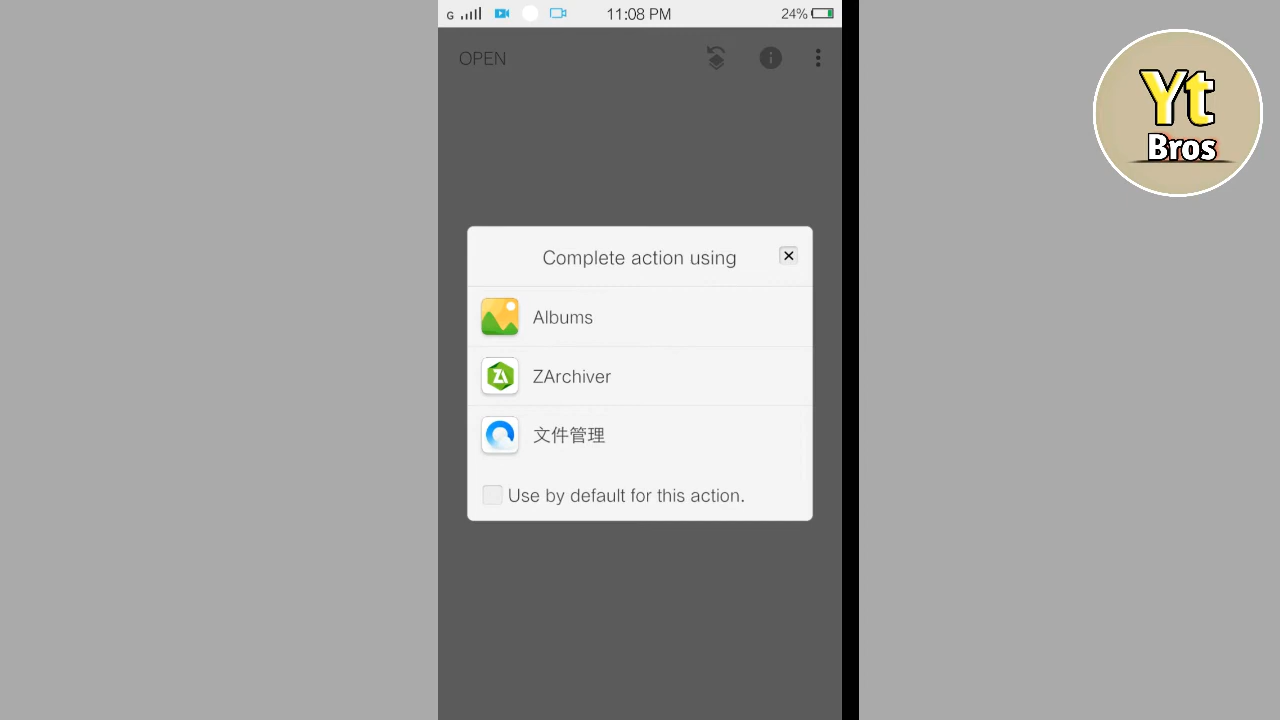 G 11:08 PM 24%
OPEN
Yt
Bros
Complete action using
Albums
ZA
ZArchiver
文件管理
Use by default for this action.